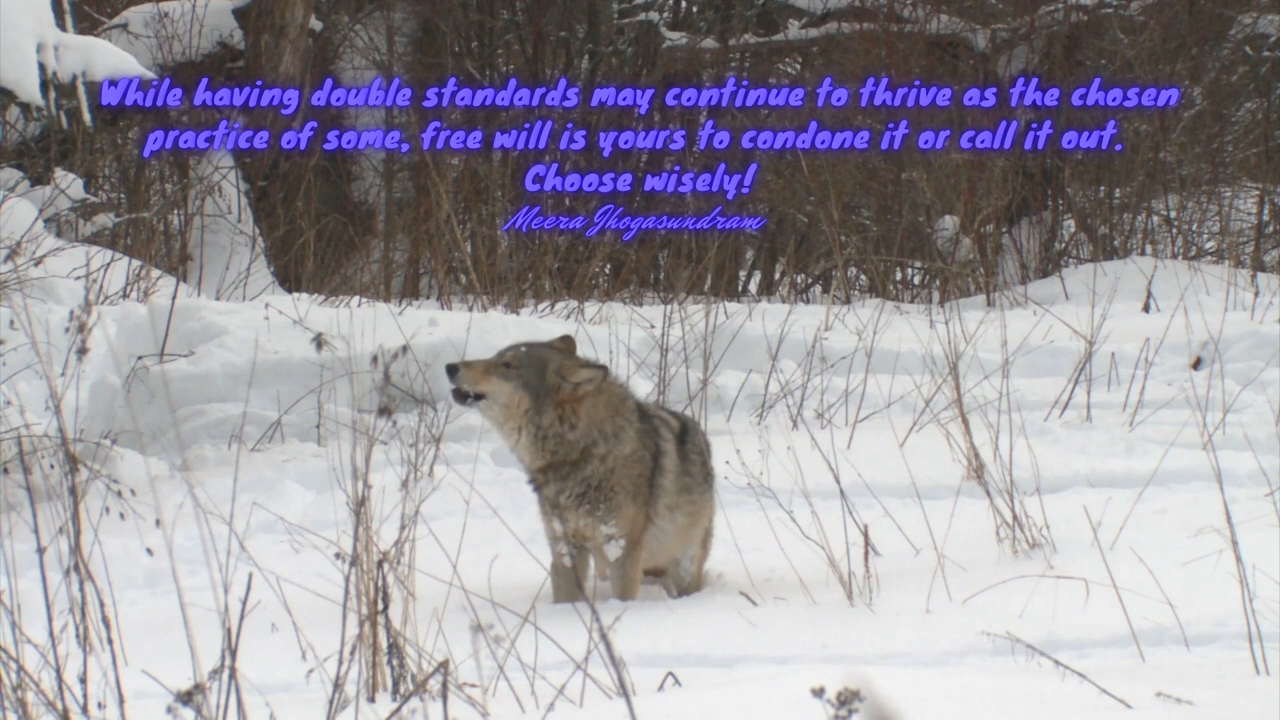 While having double standards may continue to thrive as the chosen
practice of some, free will is yours to condone it or call it out.
Choose wisely!
Meera Jhogasundram